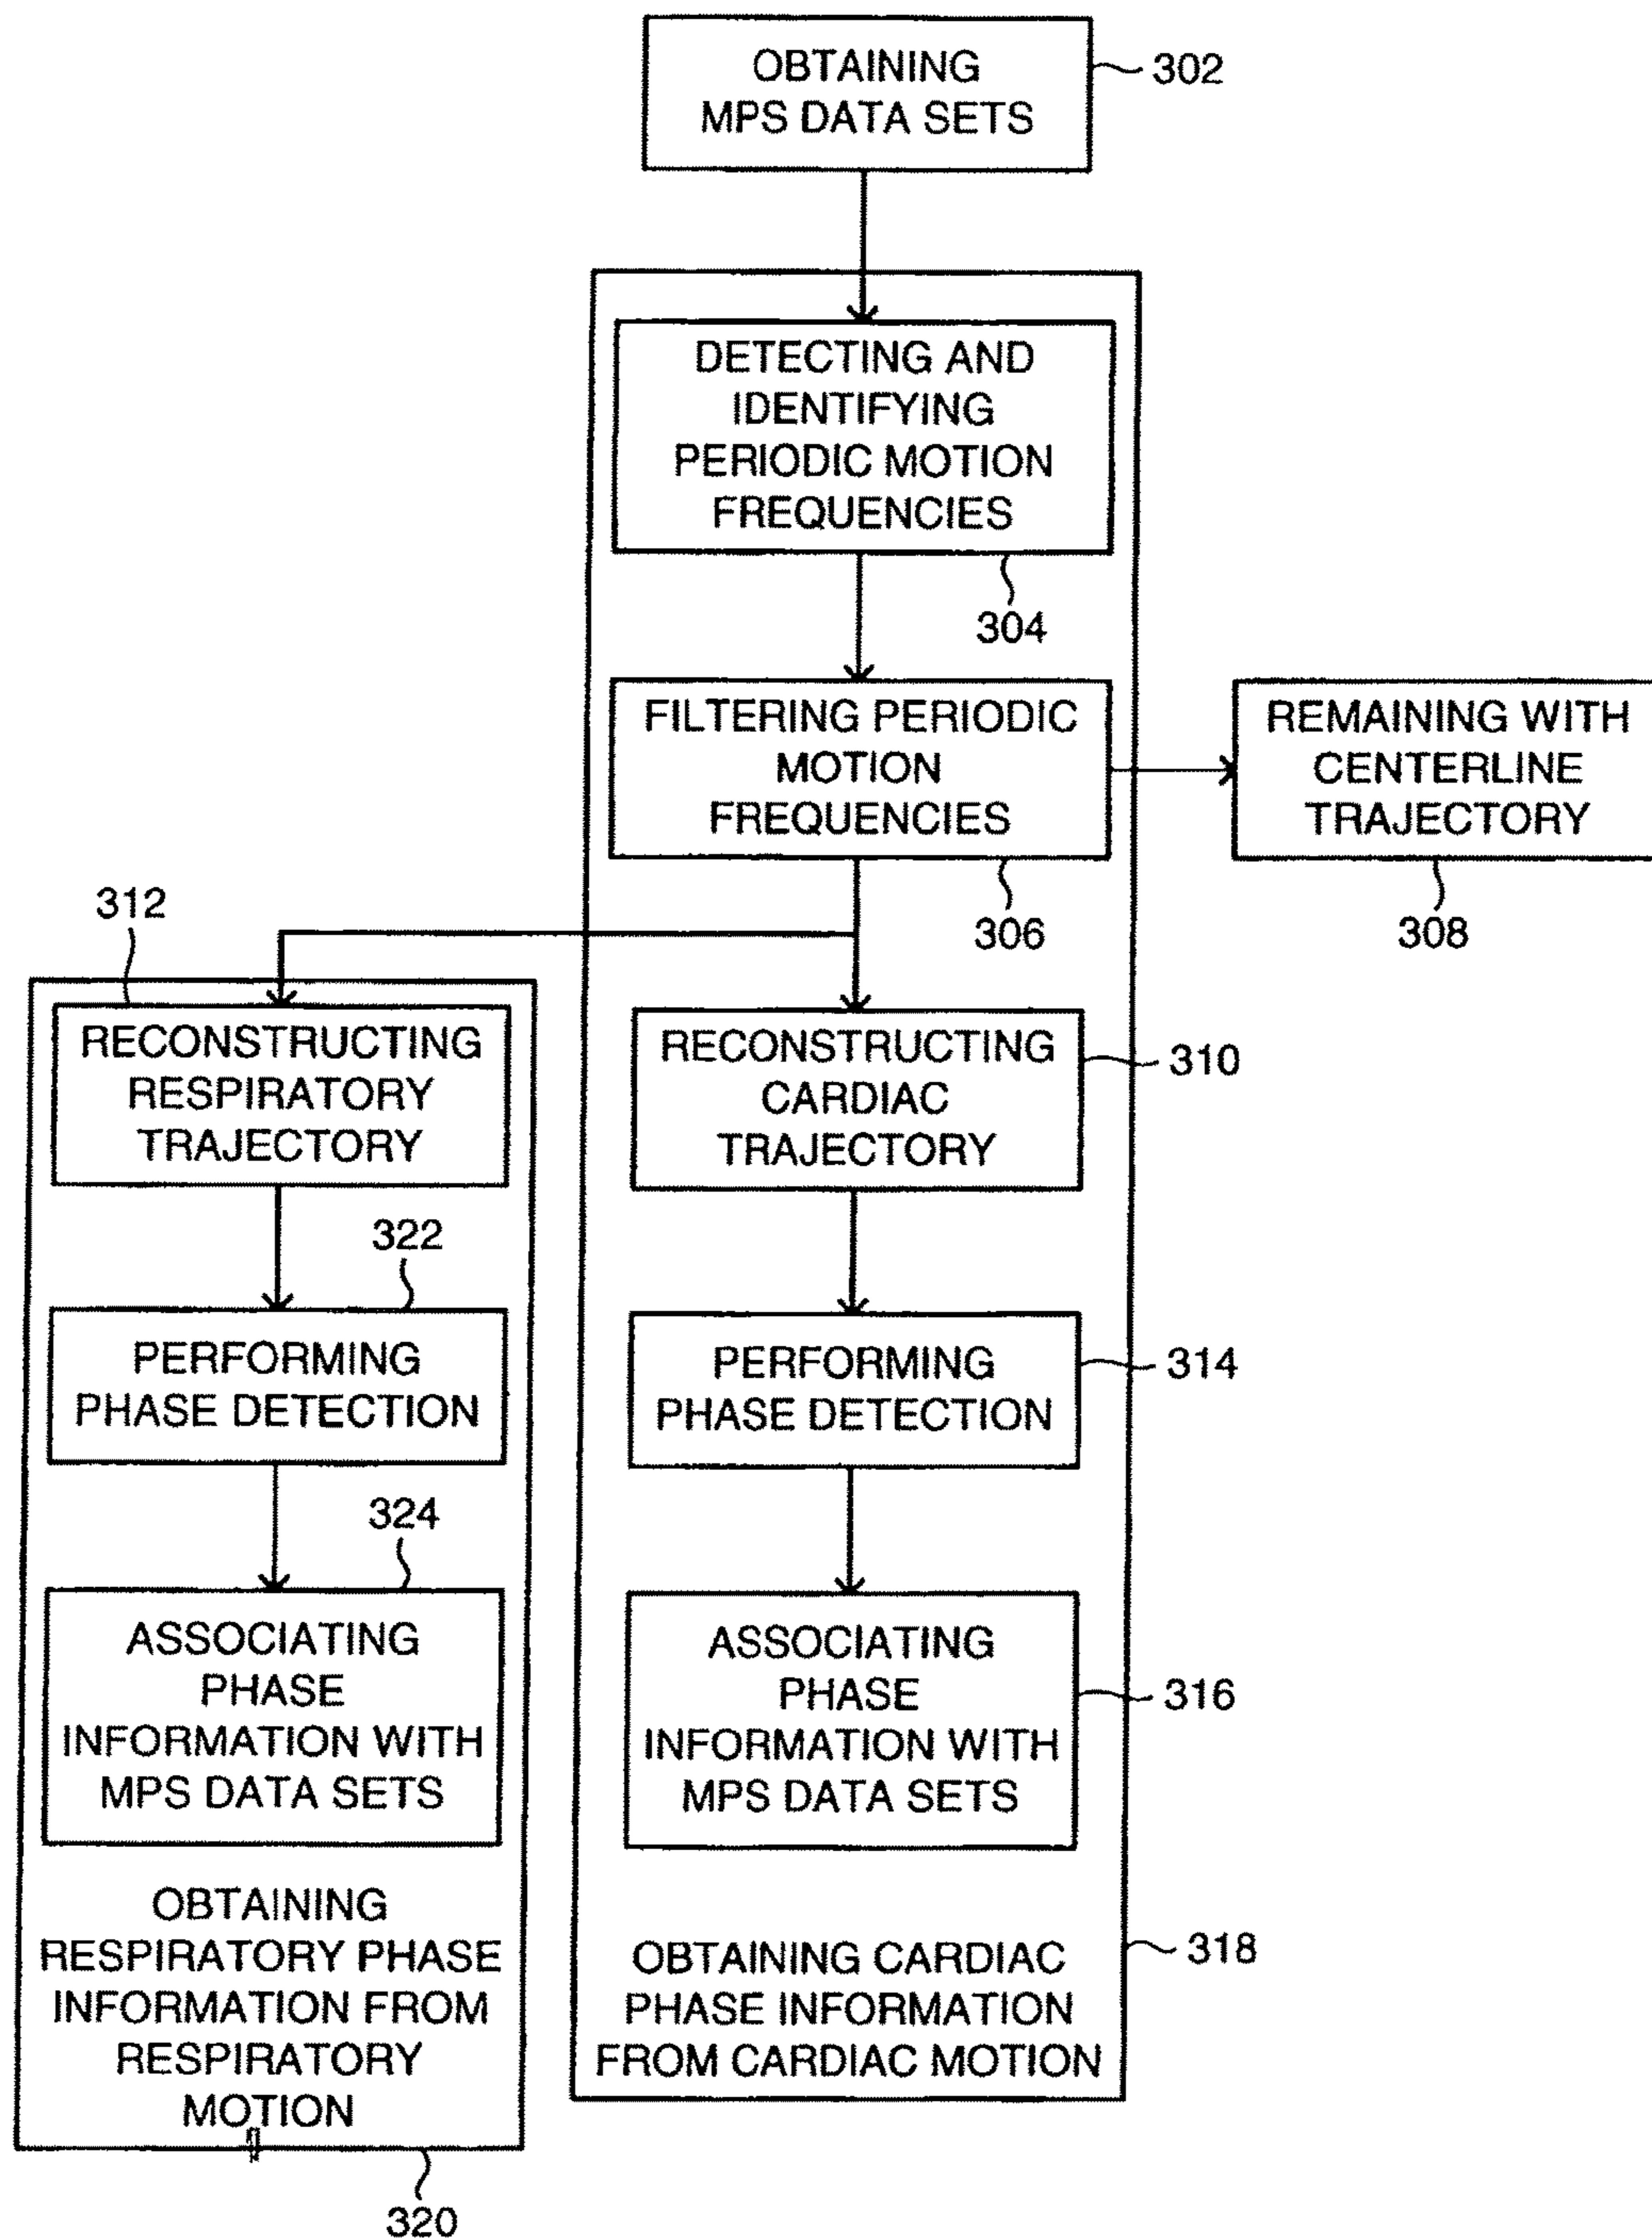 OBTAINING
MPS DATA SETS
302
DETECTING AND
IDENTIFYING
PERIODIC MOTION
FREQUENCIES
304
FILTERING PERIODIC
MOTION
FREQUENCIES
306
REMAINING WITH
CENTERLINE
TRAJECTORY
308
312
RECONSTRUCTING
RESPIRATORY
TRAJECTORY
RECONSTRUCTING
CARDIAC
TRAJECTORY
310
322
PERFORMING
PHASE DETECTION
PERFORMING
PHASE DETECTION
314
324
ASSOCIATING
PHASE
INFORMATION WITH
MPS DATA SETS
ASSOCIATING
PHASE
INFORMATION WITH
MPS DATA SETS
316
OBTAINING
RESPIRATORY PHASE
INFORMATION FROM
RESPIRATORY
MOTION
320
OBTAINING CARDIAC
PHASE INFORMATION
FROM CARDIAC MOTION
318